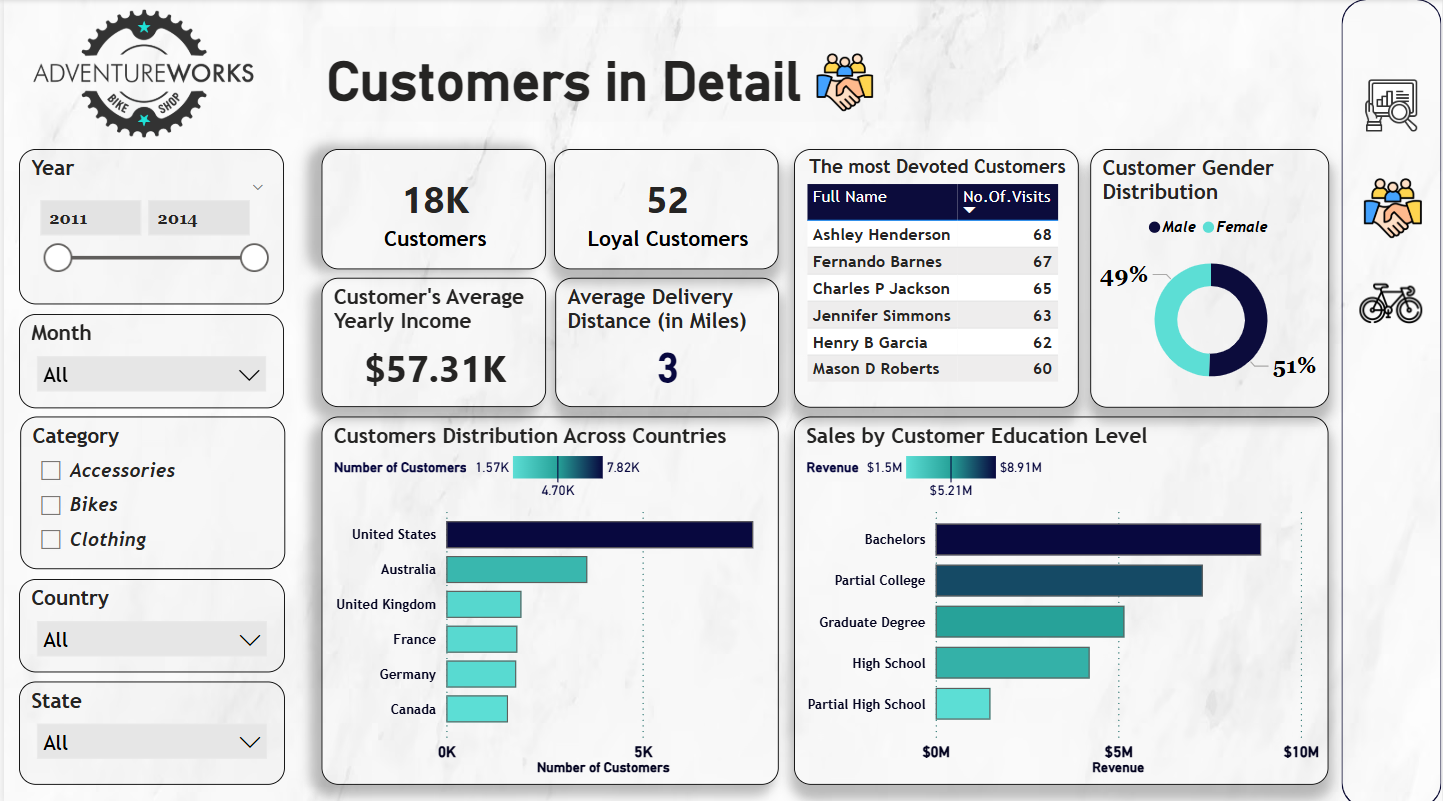 ADVENTUREWORKS
BIKE SHOP
Customers in Detail
Year
2011 2014
Month
All
Category
Accessories
Bikes
Clothing
Country
All
State
All
18K
Customers
52
Loyal Customers
Customer's Average
Yearly Income
$57.31K
Average Delivery
Distance (in Miles)
3
The most Devoted Customers
Full Name No.Of.Visits
Ashley Henderson 68
Fernando Barnes 67
Charles P Jackson 65
Jennifer Simmons 63
Henry B Garcia 62
Mason D Roberts 60
Customer Gender
Distribution
Male Female
49%
51%
Customers Distribution Across Countries
Number of Customers 1.57K 7.82K
4.70K
United States
Australia
United Kingdom
France
Germany
Canada
0K 5K
Number of Customers
Sales by Customer Education Level
Revenue $1.5M $8.91M
$5.21M
Bachelors
Partial College
Graduate Degree
High School
Partial High School
$0M $5M $10M
Revenue